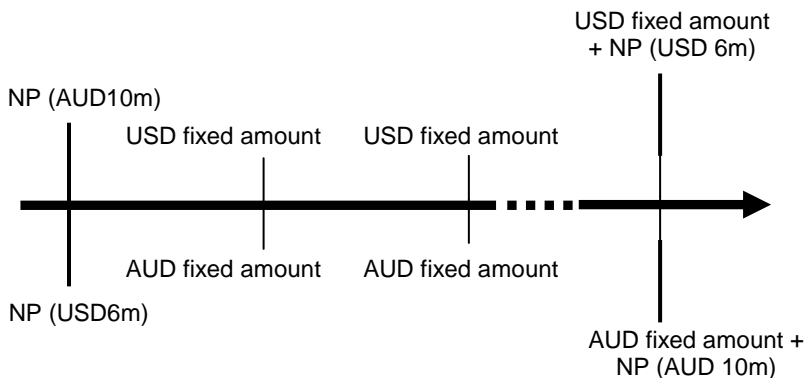 USD fixed amount
+ NP (USD 6m)
NP (AUD10m)
USD fixed amount
USD fixed amount
AUD fixed amount
AUD fixed amount
NP (USD6m)
AUD fixed amount +
NP (AUD 10m)